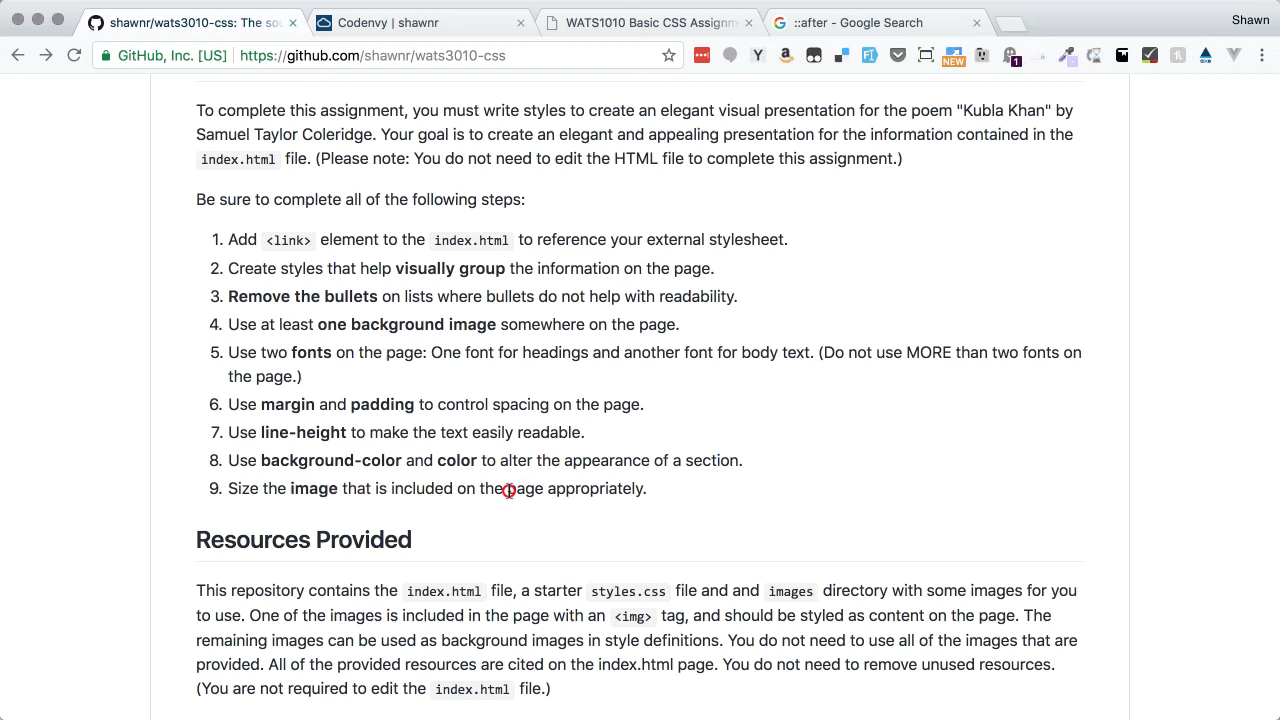 shawnr/wats3010-css: The sou
Codenvy | shawnr
WATS1010 Basic CSS Assignm
::after - Google Search
Shawn
GitHub, Inc. [US]
https://github.com/shawnr/wats3010-css
NEW
1
To complete this assignment, you must write styles to create an elegant visual presentation for the poem "Kubla Khan" by
Samuel Taylor Coleridge. Your goal is to create an elegant and appealing presentation for the information contained in the
index.html file. (Please note: You do not need to edit the HTML file to complete this assignment.)
Be sure to complete all of the following steps:
1. Add <link> element to the index.html to reference your external stylesheet.
2. Create styles that help visually group the information on the page.
3. Remove the bullets on lists where bullets do not help with readability.
4. Use at least one background image somewhere on the page.
5. Use two fonts on the page: One font for headings and another font for body text. (Do not use MORE than two fonts on
the page.)
6. Use margin and padding to control spacing on the page.
7. Use line-height to make the text easily readable.
8. Use background-color and color to alter the appearance of a section.
9. Size the image that is included on the page appropriately.
Resources Provided
This repository contains the index.html file, a starter styles.css file and and images directory with some images for you
to use. One of the images is included in the page with an <img> tag, and should be styled as content on the page. The
remaining images can be used as background images in style definitions. You do not need to use all of the images that are
provided. All of the provided resources are cited on the index.html page. You do not need to remove unused resources.
(You are not required to edit the index.html file.)